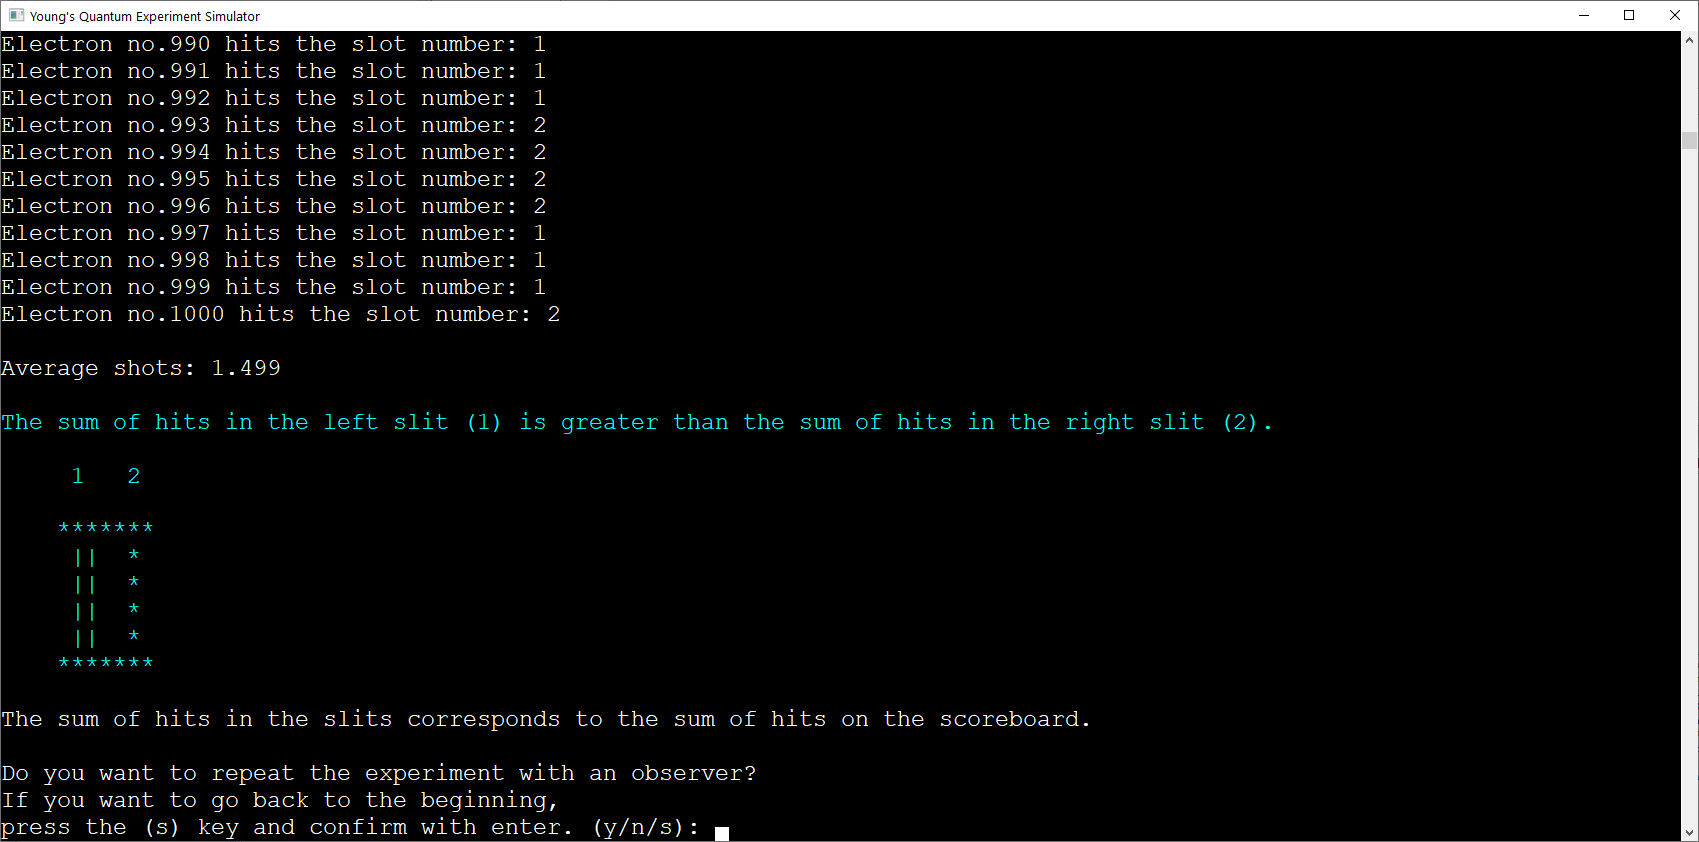 Young's Quantum Experiment Simulator
Electron no.990 hits the slot number: 1
Electron no.991 hits the slot number: 1
Electron no.992 hits the slot number: 1
Electron no.993 hits the slot number: 2
Electron no.994 hits the slot number: 2
Electron no.995 hits the slot number: 2
Electron no.996 hits the slot number: 2
Electron no.997 hits the slot number: 1
Electron no.998 hits the slot number: 1
Electron no.999 hits the slot number: 1
Electron no.1000 hits the slot number: 2
Average shots: 1.499
The sum of hits in the left slit (1) is greater than the sum of hits in the right slit (2).
1 2
*******
|| *
|| *
|| *
|| *
*******
The sum of hits in the slits corresponds to the sum of hits on the scoreboard.
Do you want to repeat the experiment with an observer?
If you want to go back to the beginning,
press the (s) key and confirm with enter. (y/n/s):